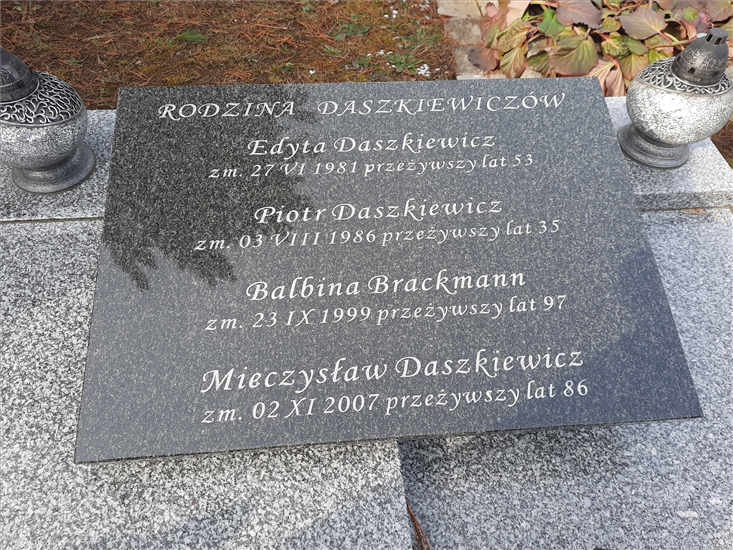 RODZINA DASZKIEWICZÓW
Edyta Daszkiewicz
zm. 27 VI 1981 przeżywszy lat 53
Piotr Daszkiewicz
zm. 03 VIII 1986 przeżywszy lat 35
Balbina Brackmann
zm. 23 IX 1999 przeżywszy lat 97
Mieczysław Daszkiewicz
zm. 02 XI 2007 przeżywszy lat 86